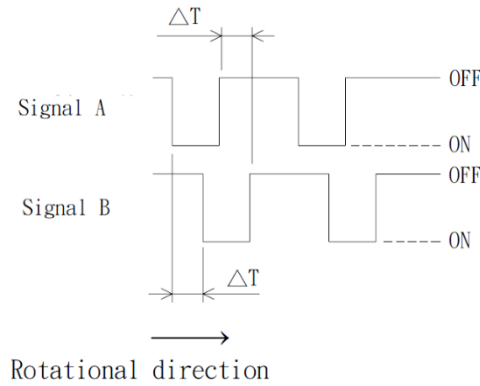 △T
OFF
Signal A
ON
OFF
Signal B
ON
△T
Rotational direction